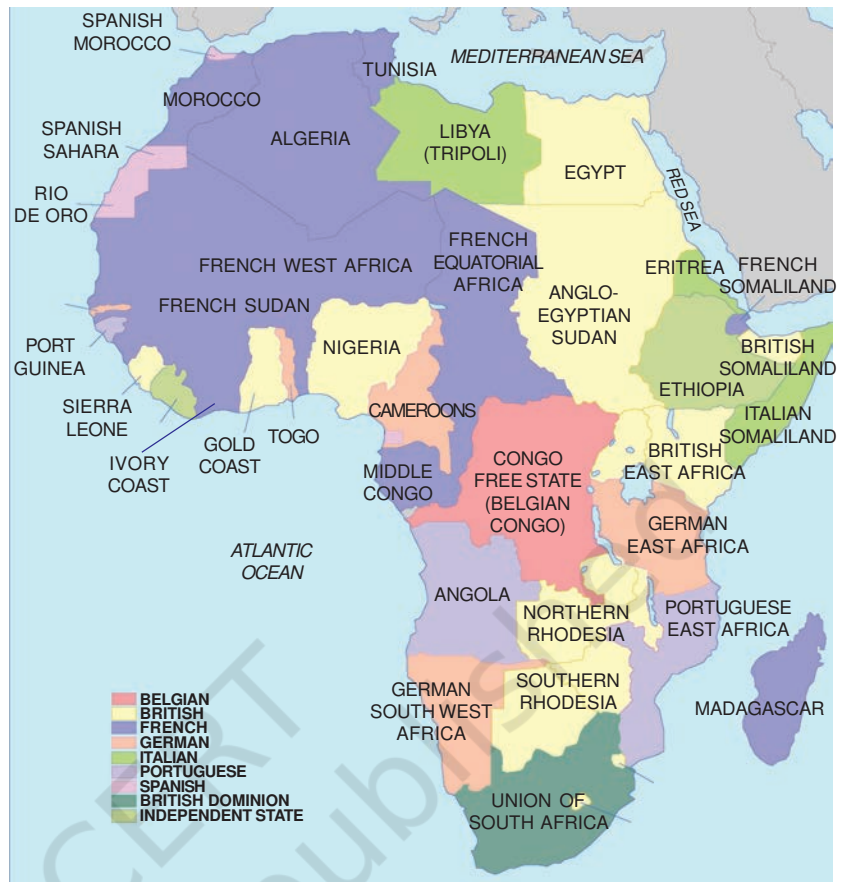 SPANISH
MOROCCO
MEDITERRANEAN SEA
TUNISIA
MOROCCO
ALGERIA
LIBYA
(TRIPOLI)
EGYPT
SPANISH
SAHARA
RIO
DE ORO
RED SEA
FRENCH WEST AFRICA
FRENCH
EQUATORIAL
AFRICA
ERITREA
FRENCH
SOMALILAND
FRENCH SUDAN
ANGLO-
EGYPTIAN
SUDAN
PORT
GUINEA
NIGERIA
BRITISH
SOMALILAND
ETHIOPIA
SIERRA
LEONE
IVORY
COAST
GOLD
COAST
TOGO
CAMEROONS
ITALIAN
SOMALILAND
BRITISH
EAST AFRICA
MIDDLE
CONGO
CONGO
FREE STATE
(BELGIAN
CONGO)
GERMAN
EAST AFRICA
ATLANTIC
OCEAN
ANGOLA
NORTHERN
RHODESIA
PORTUGUESE
EAST AFRICA
GERMAN
SOUTH WEST
AFRICA
SOUTHERN
RHODESIA
MADAGASCAR
UNION OF
SOUTH AFRICA
BELGIAN
BRITISH
FRENCH
GERMAN
ITALIAN
PORTUGUESE
SPANISH
BRITISH DOMINION
INDEPENDENT STATE